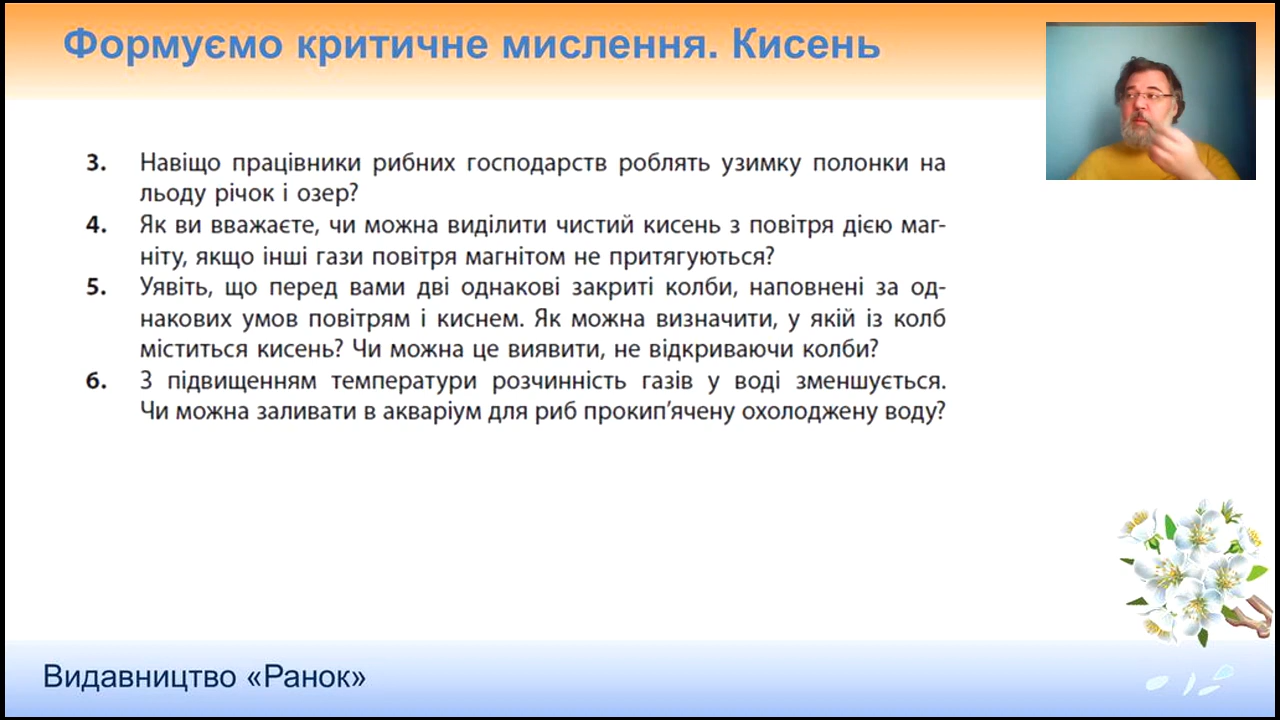 Формуємо критичне мислення. Кисень
3. Навіщо працівники рибних господарств роблять узимку полонки на
льоду річок і озер?
4. Як ви вважаєте, чи можна виділити чистий кисень з повітря дією маг-
ніту, якщо інші гази повітря магнітом не притягуються?
5. Уявіть, що перед вами дві однакові закриті колби, наповнені за од-
накових умов повітрям і киснем. Як можна визначити, у якій із колб
міститься кисень? Чи можна це виявити, не відкриваючи колби?
6. З підвищенням температури розчинність газів у воді зменшується.
Чи можна заливати в акваріум для риб прокип’ячену охолоджену воду?
Видавництво «Ранок»